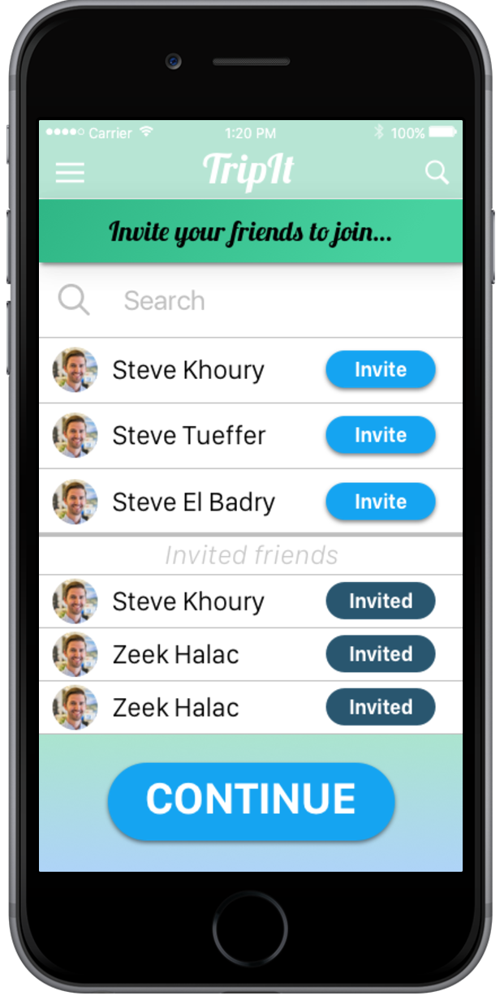 Carrier 1:20 PM 100%
TripIt
Invite your friends to join...
Search
Steve Khoury Invite
Steve Tueffer Invite
Steve El Badry Invite
Invited friends
Steve Khoury Invited
Zeek Halac Invited
Zeek Halac Invited
CONTINUE